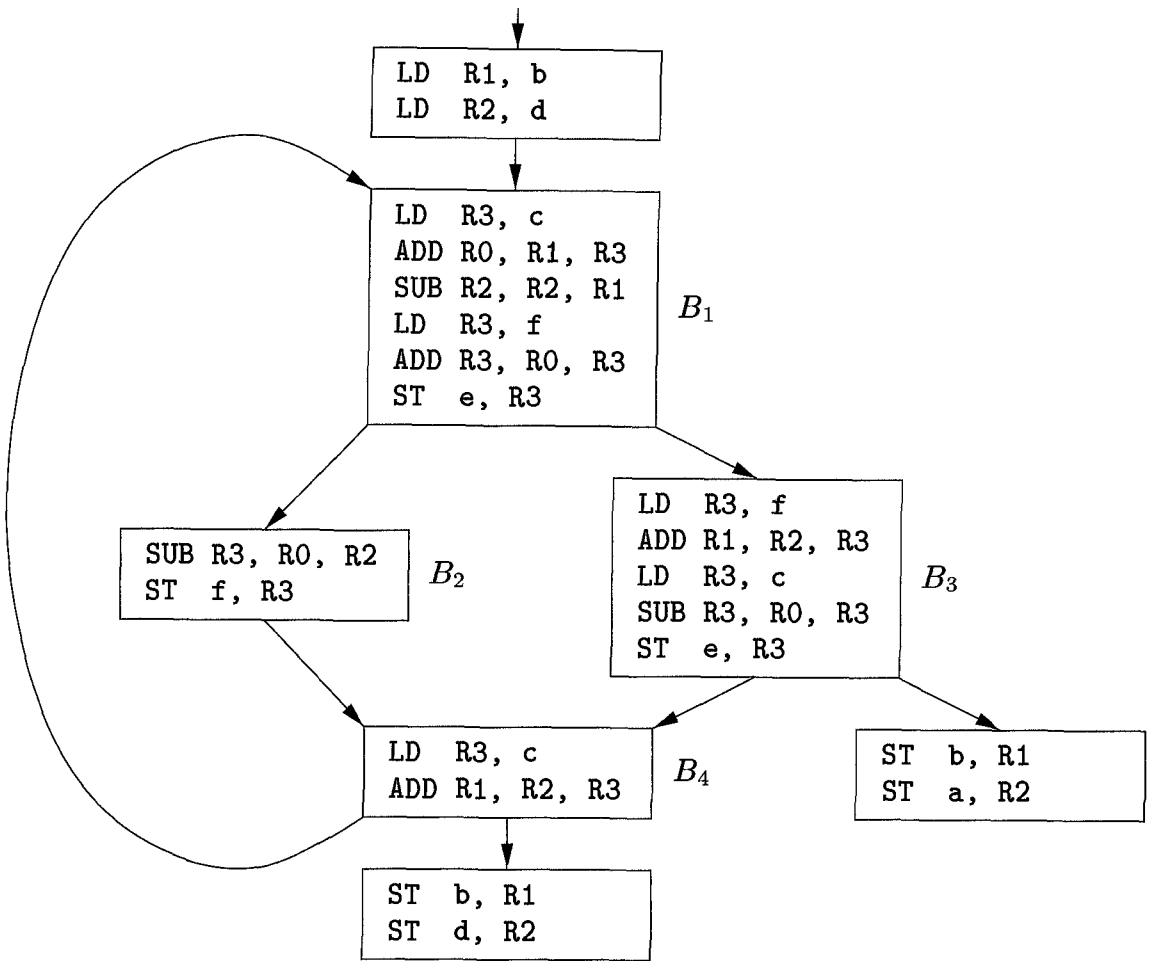 LD R1, b
LD R2, d
LD R3, c
ADD R0, R1, R3
SUB R2, R2, R1
LD R3, f
ADD R3, R0, R3
ST e, R3
B₁
SUB R3, R0, R2
ST f, R3
B₂
LD R3, f
ADD R1, R2, R3
LD R3, c
SUB R3, R0, R3
ST e, R3
B₃
LD R3, c
ADD R1, R2, R3
B₄
ST b, R1
ST a, R2
ST b, R1
ST d, R2